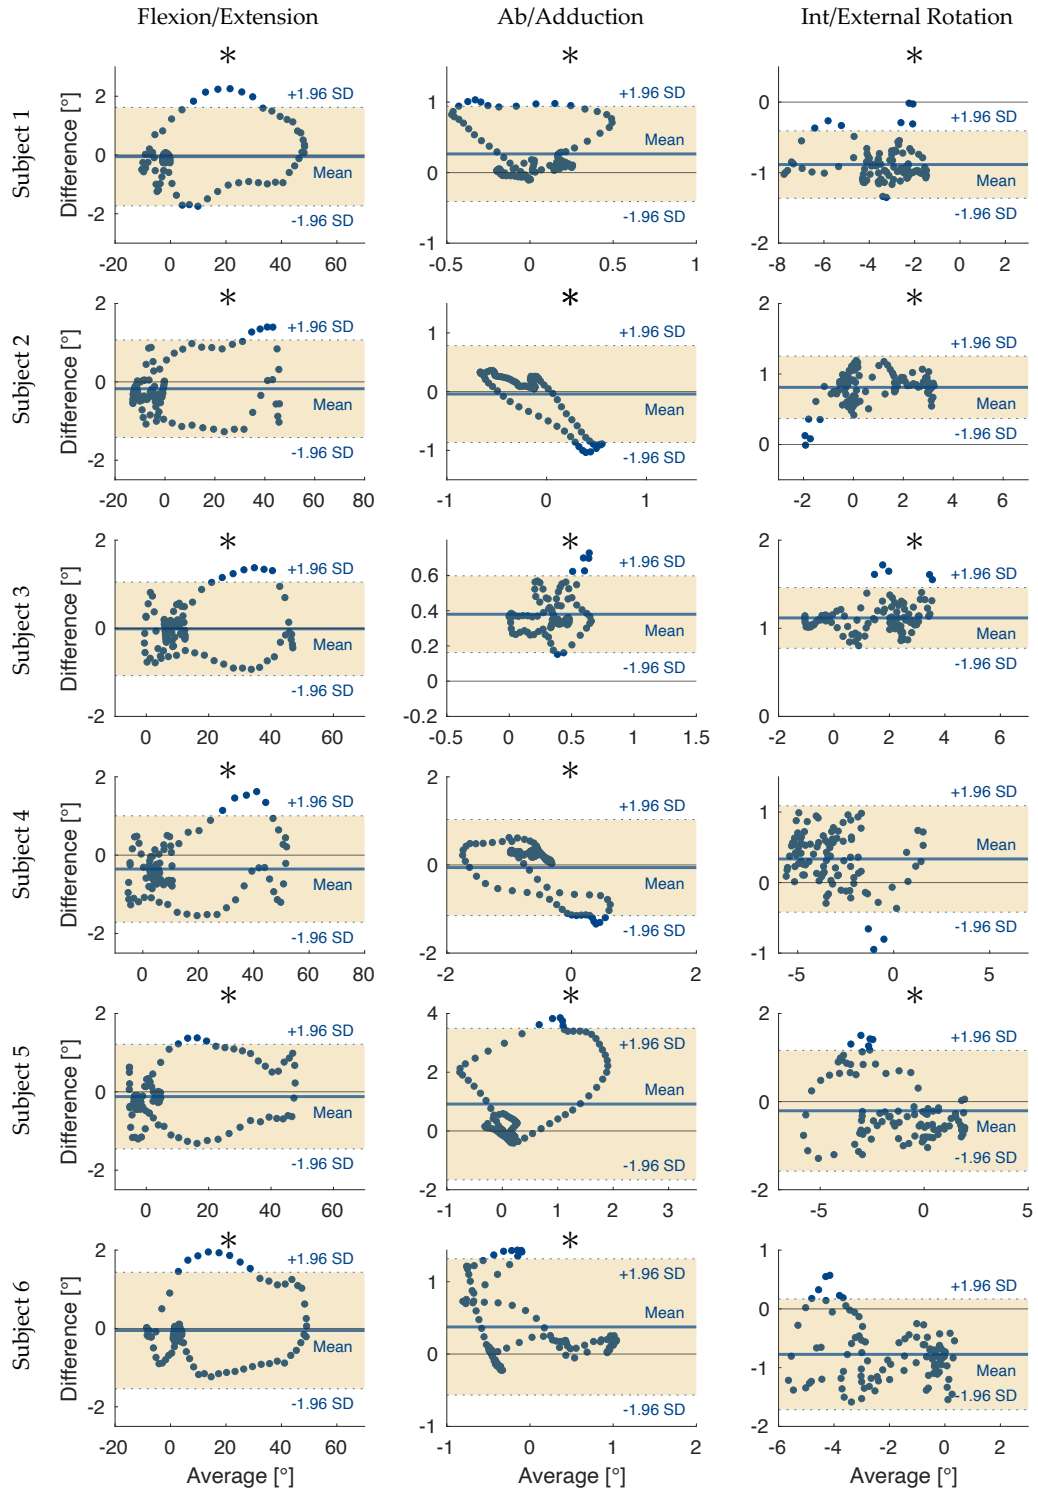 Flexion/Extension Ab/Adduction Int/External Rotation
* * *
Subject 1
Difference [°]
2
0
-2
+1.96 SD
Mean
-1.96 SD
-20 0 20 40 60
1
0
-1
+1.96 SD
Mean
-1.96 SD
-0.5 0 0.5 1
0
-1
-2
+1.96 SD
Mean
-1.96 SD
-8 -6 -4 -2 0 2
* * *
Subject 2
Difference [°]
2
0
-2
+1.96 SD
Mean
-1.96 SD
-20 0 20 40 60 80
1
0
-1
+1.96 SD
Mean
-1.96 SD
-1 0 1
2
1
0
+1.96 SD
Mean
-1.96 SD
-2 0 2 4 6
* * *
Subject 3
Difference [°]
2
0
-2
+1.96 SD
Mean
-1.96 SD
0 20 40 60
0.6
0.4
0.2
0
-0.2
+1.96 SD
Mean
-1.96 SD
-0.5 0 0.5 1 1.5
2
1
0
+1.96 SD
Mean
-1.96 SD
-2 0 2 4 6
* *
Subject 4
Difference [°]
2
0
-2
+1.96 SD
Mean
-1.96 SD
0 20 40 60 80
2
0
-2
+1.96 SD
Mean
-1.96 SD
-2 0 2
1
0
-1
+1.96 SD
Mean
-1.96 SD
-5 0 5
* * *
Subject 5
Difference [°]
2
0
-2
+1.96 SD
Mean
-1.96 SD
0 20 40 60
4
2
0
-2
+1.96 SD
Mean
-1.96 SD
-1 0 1 2 3
2
0
-2
+1.96 SD
Mean
-1.96 SD
-5 0 5
* *
Subject 6
Difference [°]
2
0
-2
+1.96 SD
Mean
-1.96 SD
-20 0 20 40 60
Average [°]
1
0
-1
+1.96 SD
Mean
-1.96 SD
-1 0 1 2
Average [°]
1
0
-1
-2
+1.96 SD
Mean
-1.96 SD
-6 -4 -2 0 2
Average [°]